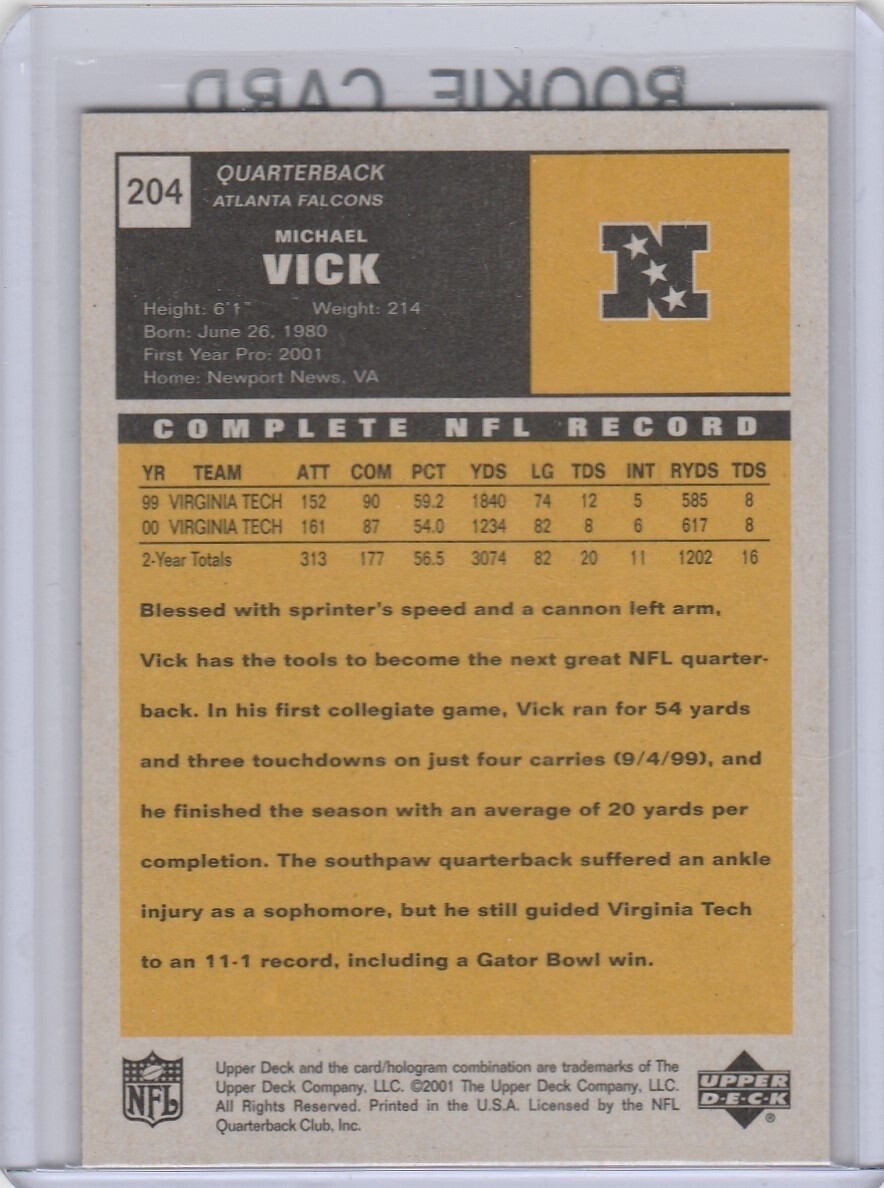 ROOKIE CARD
204
QUARTERBACK
ATLANTA FALCONS
MICHAEL
VICK
Height: 6'1" Weight: 214
Born: June 26, 1980
First Year Pro: 2001
Home: Newport News, VA
N
COMPLETE NFL RECORD
YR TEAM ATT COM PCT YDS LG TDS INT RYDS TDS
99 VIRGINIA TECH 152 90 59.2 1840 74 12 5 585 8
00 VIRGINIA TECH 161 87 54.0 1234 82 8 6 617 8
2-Year Totals 313 177 56.5 3074 82 20 11 1202 16
Blessed with sprinter's speed and a cannon left arm,
Vick has the tools to become the next great NFL quarter-
back. In his first collegiate game, Vick ran for 54 yards
and three touchdowns on just four carries (9/4/99), and
he finished the season with an average of 20 yards per
completion. The southpaw quarterback suffered an ankle
injury as a sophomore, but he still guided Virginia Tech
to an 11-1 record, including a Gator Bowl win.
NFL
Upper Deck and the card/hologram combination are trademarks of The
Upper Deck Company, LLC. ©2001 The Upper Deck Company, LLC.
All Rights Reserved. Printed in the U.S.A. Licensed by the NFL
Quarterback Club, Inc.
UPPER
D·E·C·K
®